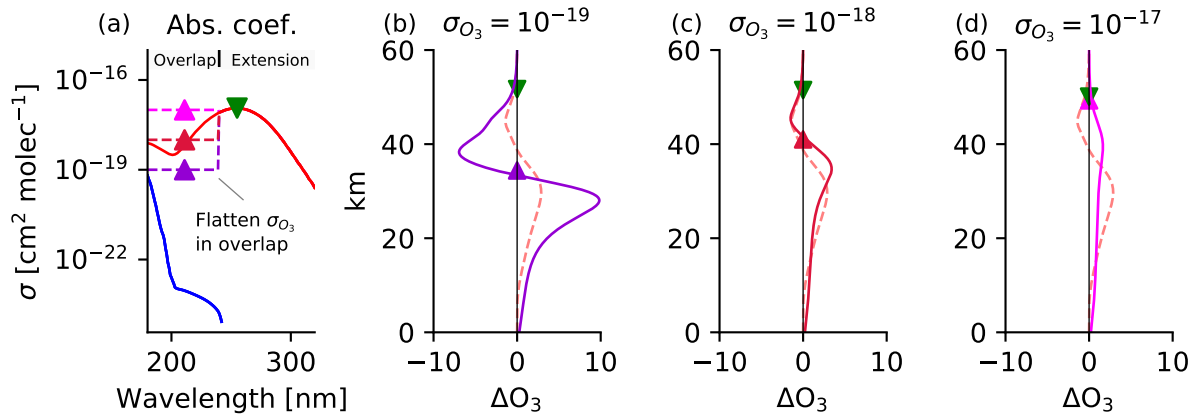 (a) Abs. coef.
Overlap Extension
10⁻¹⁶
10⁻¹⁹
10⁻²²
σ [cm² molec⁻¹]
Flatten σ_O₃
in overlap
200 300
Wavelength [nm]
(b) σ_O₃ = 10⁻¹⁹
60
40
20
0
km
−10 0 10
ΔO₃
(c) σ_O₃ = 10⁻¹⁸
60
40
20
0
−10 0 10
ΔO₃
(d) σ_O₃ = 10⁻¹⁷
60
40
20
0
−10 0 10
ΔO₃